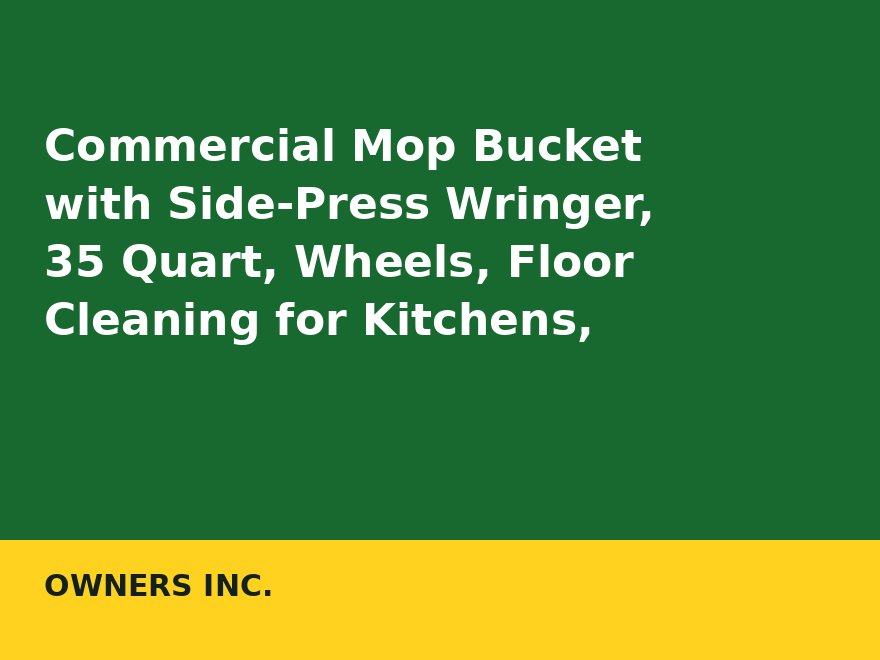 Commercial Mop Bucket
with Side-Press Wringer,
35 Quart, Wheels, Floor
Cleaning for Kitchens,
OWNERS INC.